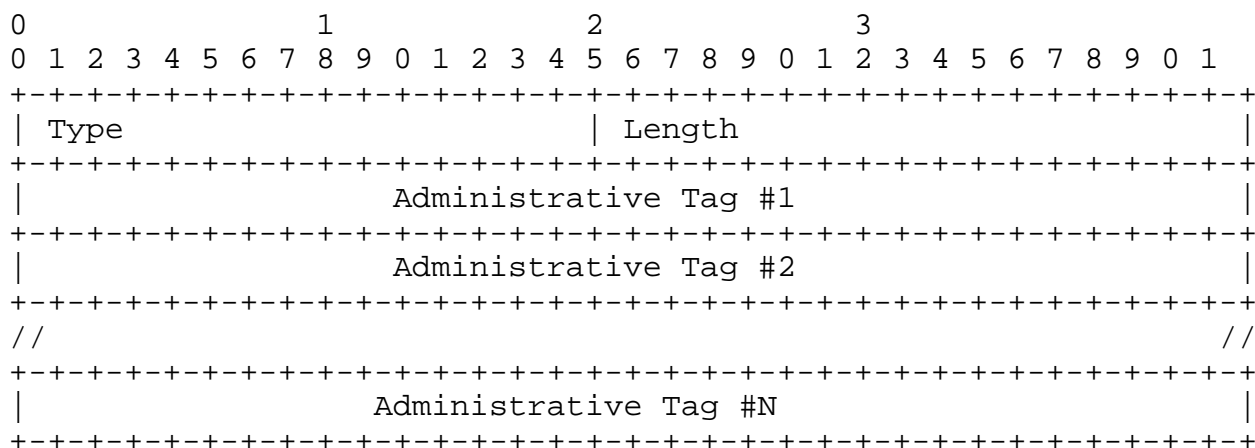 0                   1                   2                   3
0 1 2 3 4 5 6 7 8 9 0 1 2 3 4 5 6 7 8 9 0 1 2 3 4 5 6 7 8 9 0 1
+-+-+-+-+-+-+-+-+-+-+-+-+-+-+-+-+-+-+-+-+-+-+-+-+-+-+-+-+-+-+-+-+
| Type                        | Length                          |
+-+-+-+-+-+-+-+-+-+-+-+-+-+-+-+-+-+-+-+-+-+-+-+-+-+-+-+-+-+-+-+-+
|                   Administrative Tag #1                       |
+-+-+-+-+-+-+-+-+-+-+-+-+-+-+-+-+-+-+-+-+-+-+-+-+-+-+-+-+-+-+-+-+
|                   Administrative Tag #2                       |
+-+-+-+-+-+-+-+-+-+-+-+-+-+-+-+-+-+-+-+-+-+-+-+-+-+-+-+-+-+-+-+-+
//                                                             //
+-+-+-+-+-+-+-+-+-+-+-+-+-+-+-+-+-+-+-+-+-+-+-+-+-+-+-+-+-+-+-+-+
|                  Administrative Tag #N                        |
+-+-+-+-+-+-+-+-+-+-+-+-+-+-+-+-+-+-+-+-+-+-+-+-+-+-+-+-+-+-+-+-+